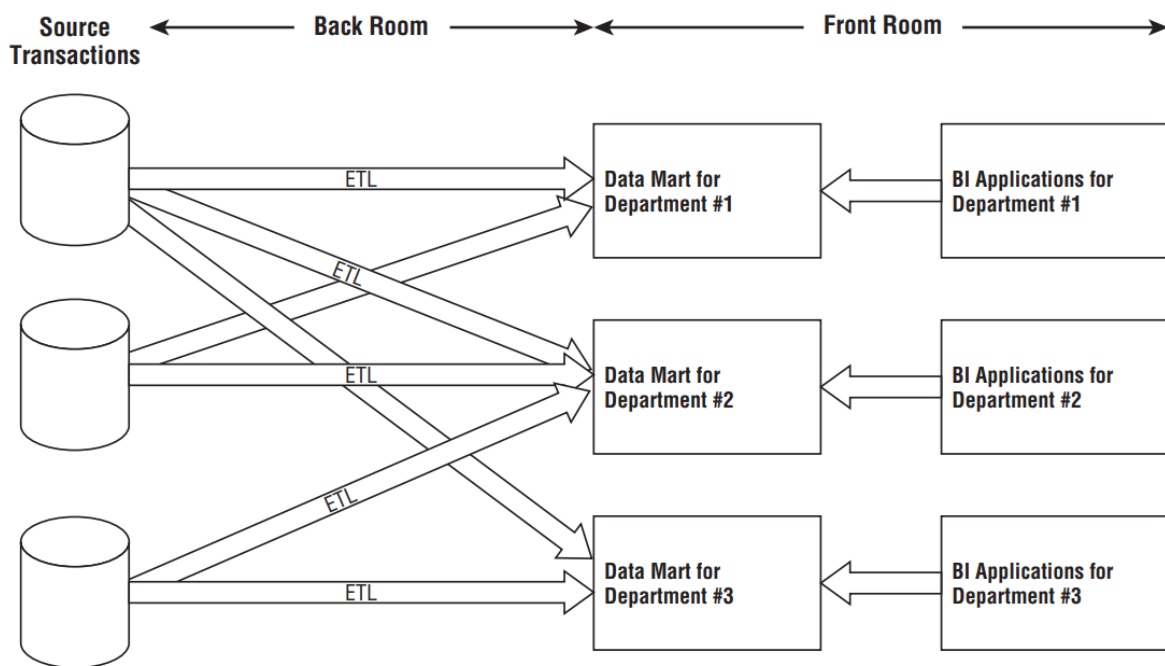 Source
Transactions
Back Room
Front Room
ETL
Data Mart for
Department #1
BI Applications for
Department #1
ETL
ETL
Data Mart for
Department #2
BI Applications for
Department #2
ETL
ETL
Data Mart for
Department #3
BI Applications for
Department #3